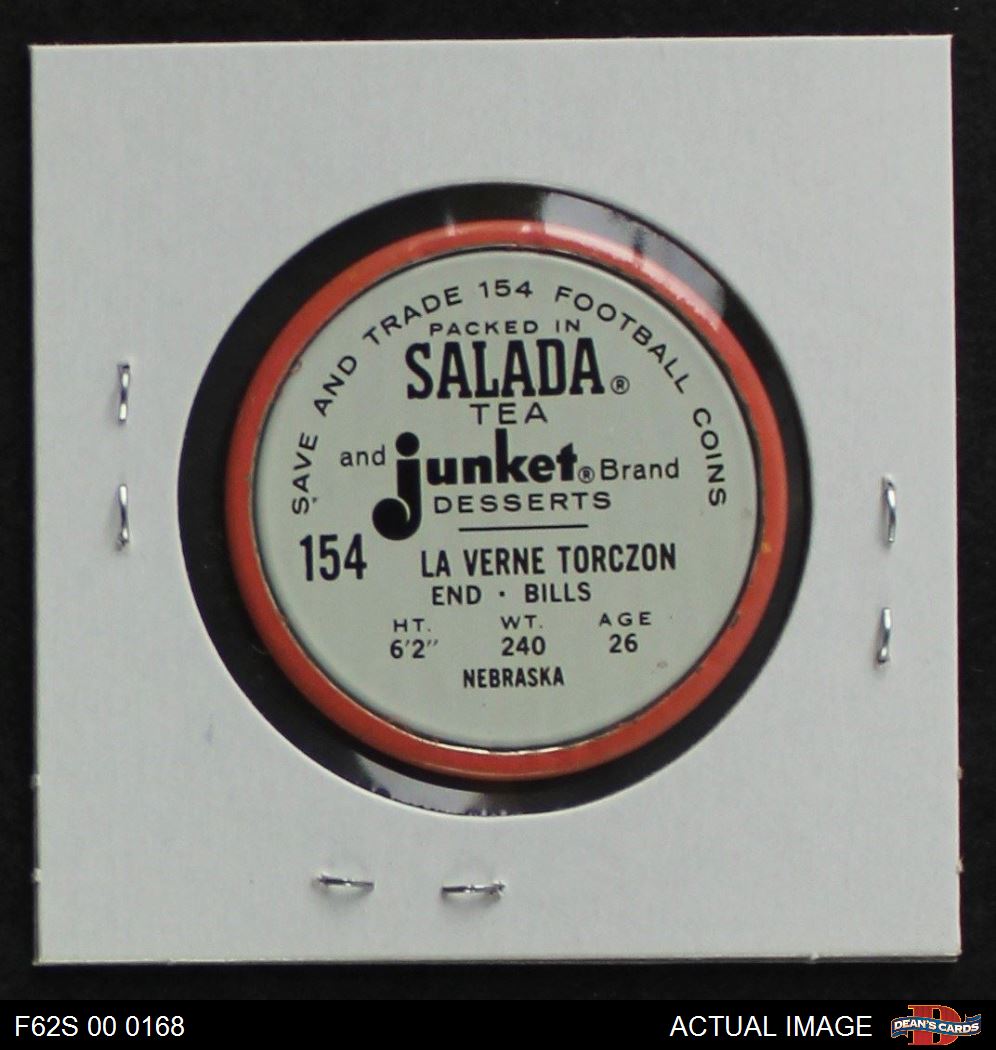 SAVE AND TRADE 154 FOOTBALL COINS
PACKED IN
SALADA®
TEA
and junket® Brand
DESSERTS
154 LA VERNE TORCZON
END · BILLS
HT. WT. AGE
6'2" 240 26
NEBRASKA
F62S 00 0168 ACTUAL IMAGE DEAN'S CARDS